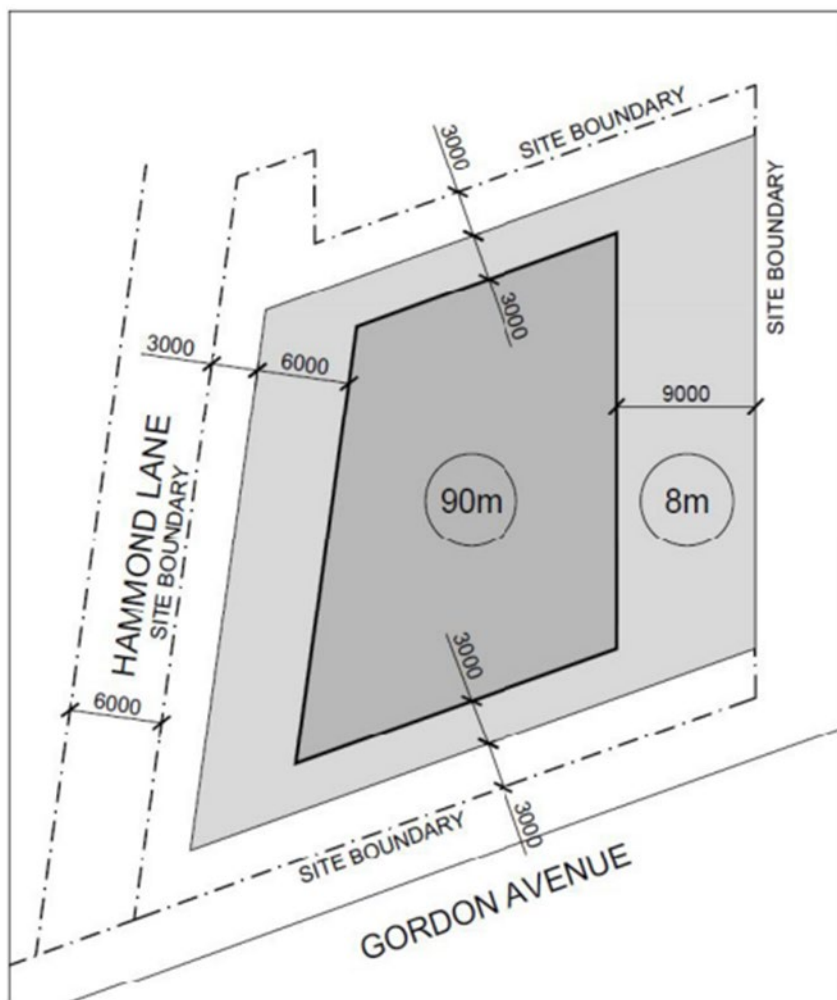 3000
SITE BOUNDARY
SITE BOUNDARY
3000
3000
6000
9000
HAMMOND LANE
SITE BOUNDARY
90m
8m
3000
6000
3000
SITE BOUNDARY
GORDON AVENUE